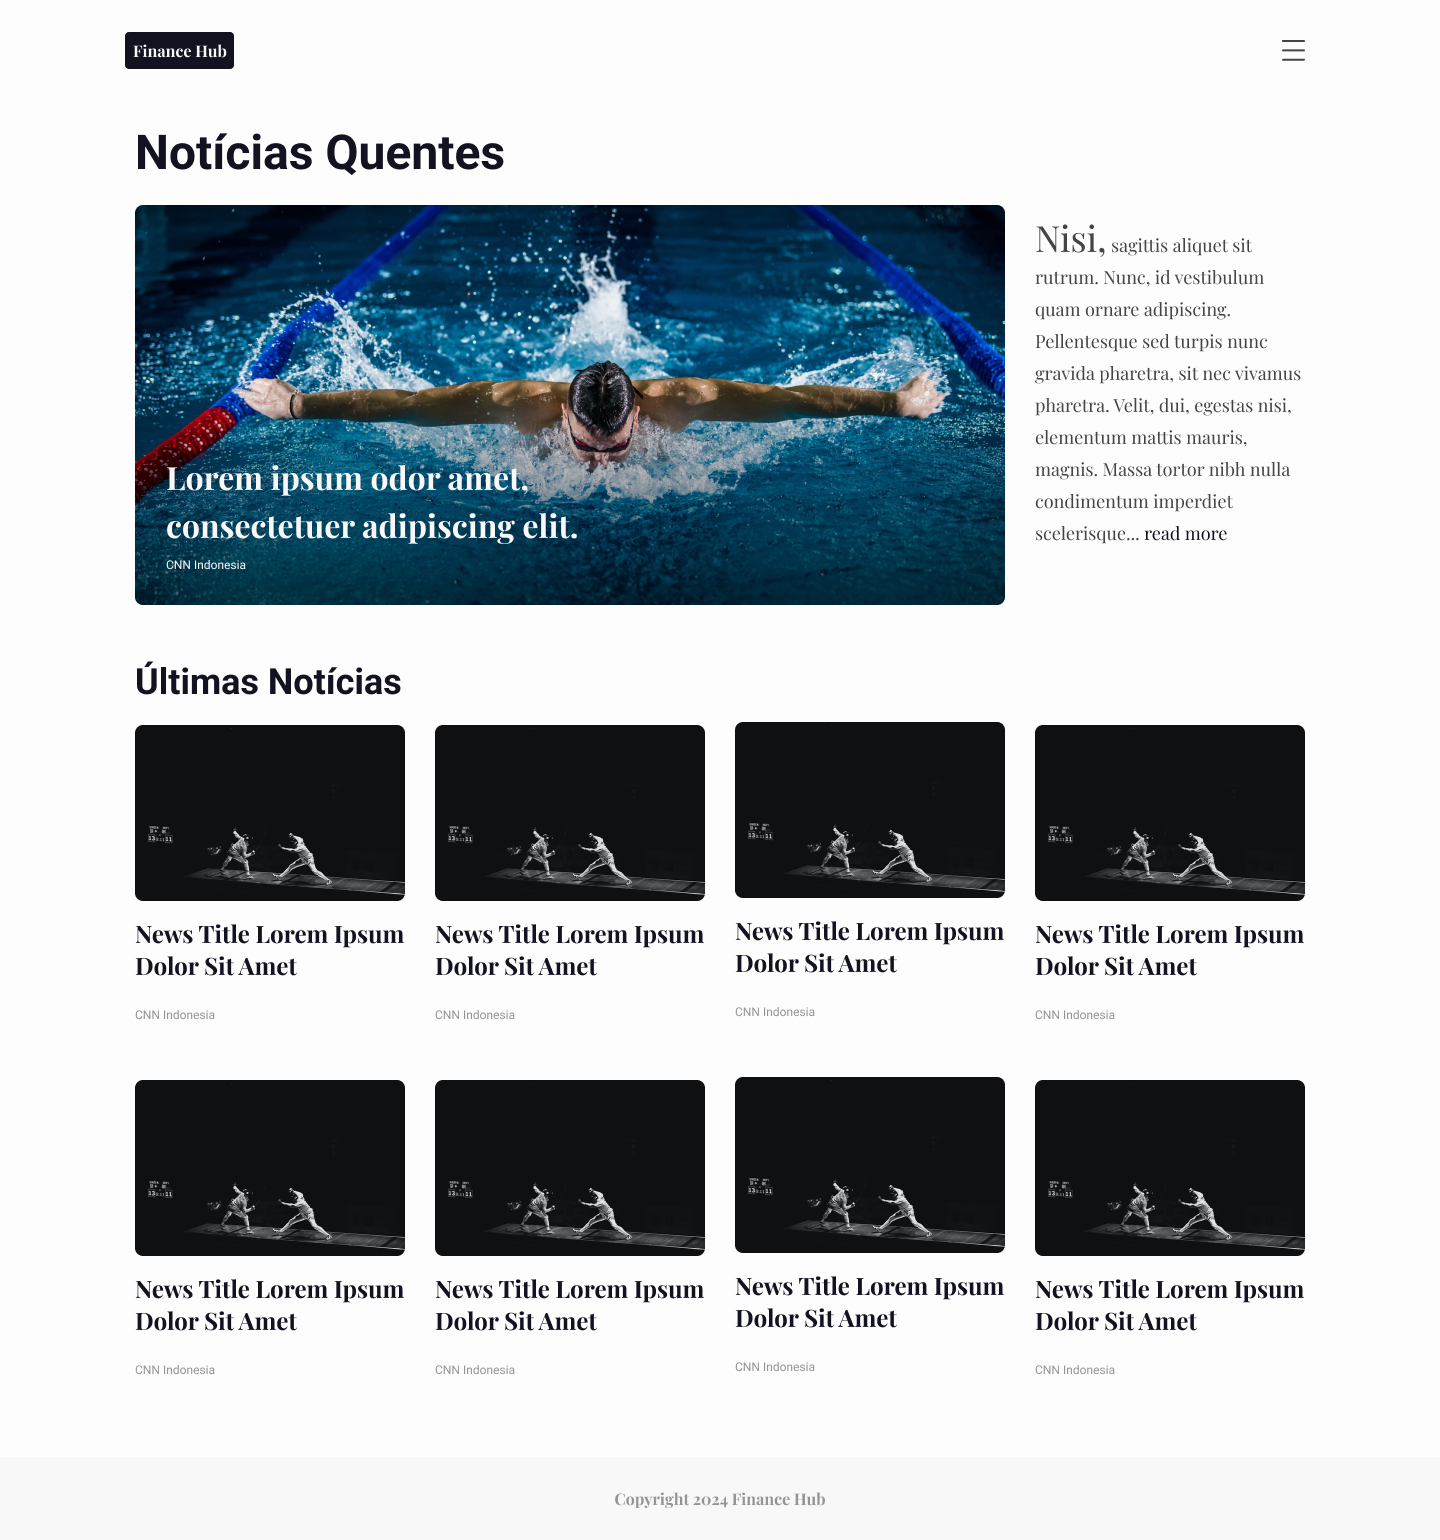 Finance Hub
Notícias Quentes
Lorem ipsum odor amet,
consectetuer adipiscing elit.
CNN Indonesia
Nisi, sagittis aliquet sit
rutrum. Nunc, id vestibulum
quam ornare adipiscing.
Pellentesque sed turpis nunc
gravida pharetra, sit nec vivamus
pharetra. Velit, dui, egestas nisi,
elementum mattis mauris,
magnis. Massa tortor nibh nulla
condimentum imperdiet
scelerisque... read more
Últimas Notícias
News Title Lorem Ipsum
Dolor Sit Amet
CNN Indonesia
News Title Lorem Ipsum
Dolor Sit Amet
CNN Indonesia
News Title Lorem Ipsum
Dolor Sit Amet
CNN Indonesia
News Title Lorem Ipsum
Dolor Sit Amet
CNN Indonesia
News Title Lorem Ipsum
Dolor Sit Amet
CNN Indonesia
News Title Lorem Ipsum
Dolor Sit Amet
CNN Indonesia
News Title Lorem Ipsum
Dolor Sit Amet
CNN Indonesia
News Title Lorem Ipsum
Dolor Sit Amet
CNN Indonesia
Copyright 2024 Finance Hub